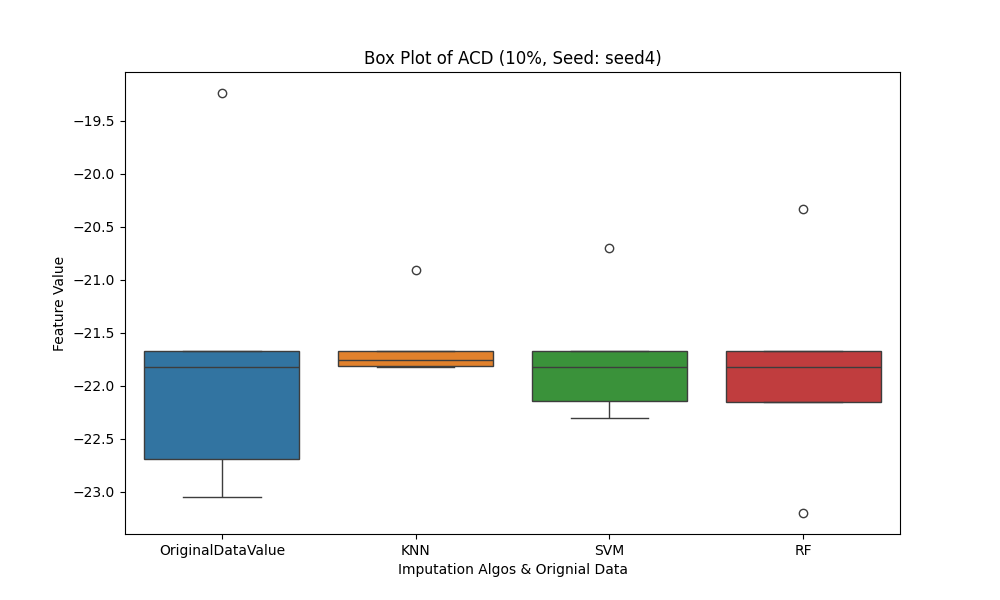 Box Plot of ACD (10%, Seed: seed4)
Feature Value
−19.5
−20.0
−20.5
−21.0
−21.5
−22.0
−22.5
−23.0
OriginalDataValue KNN SVM RF
Imputation Algos & Orignial Data